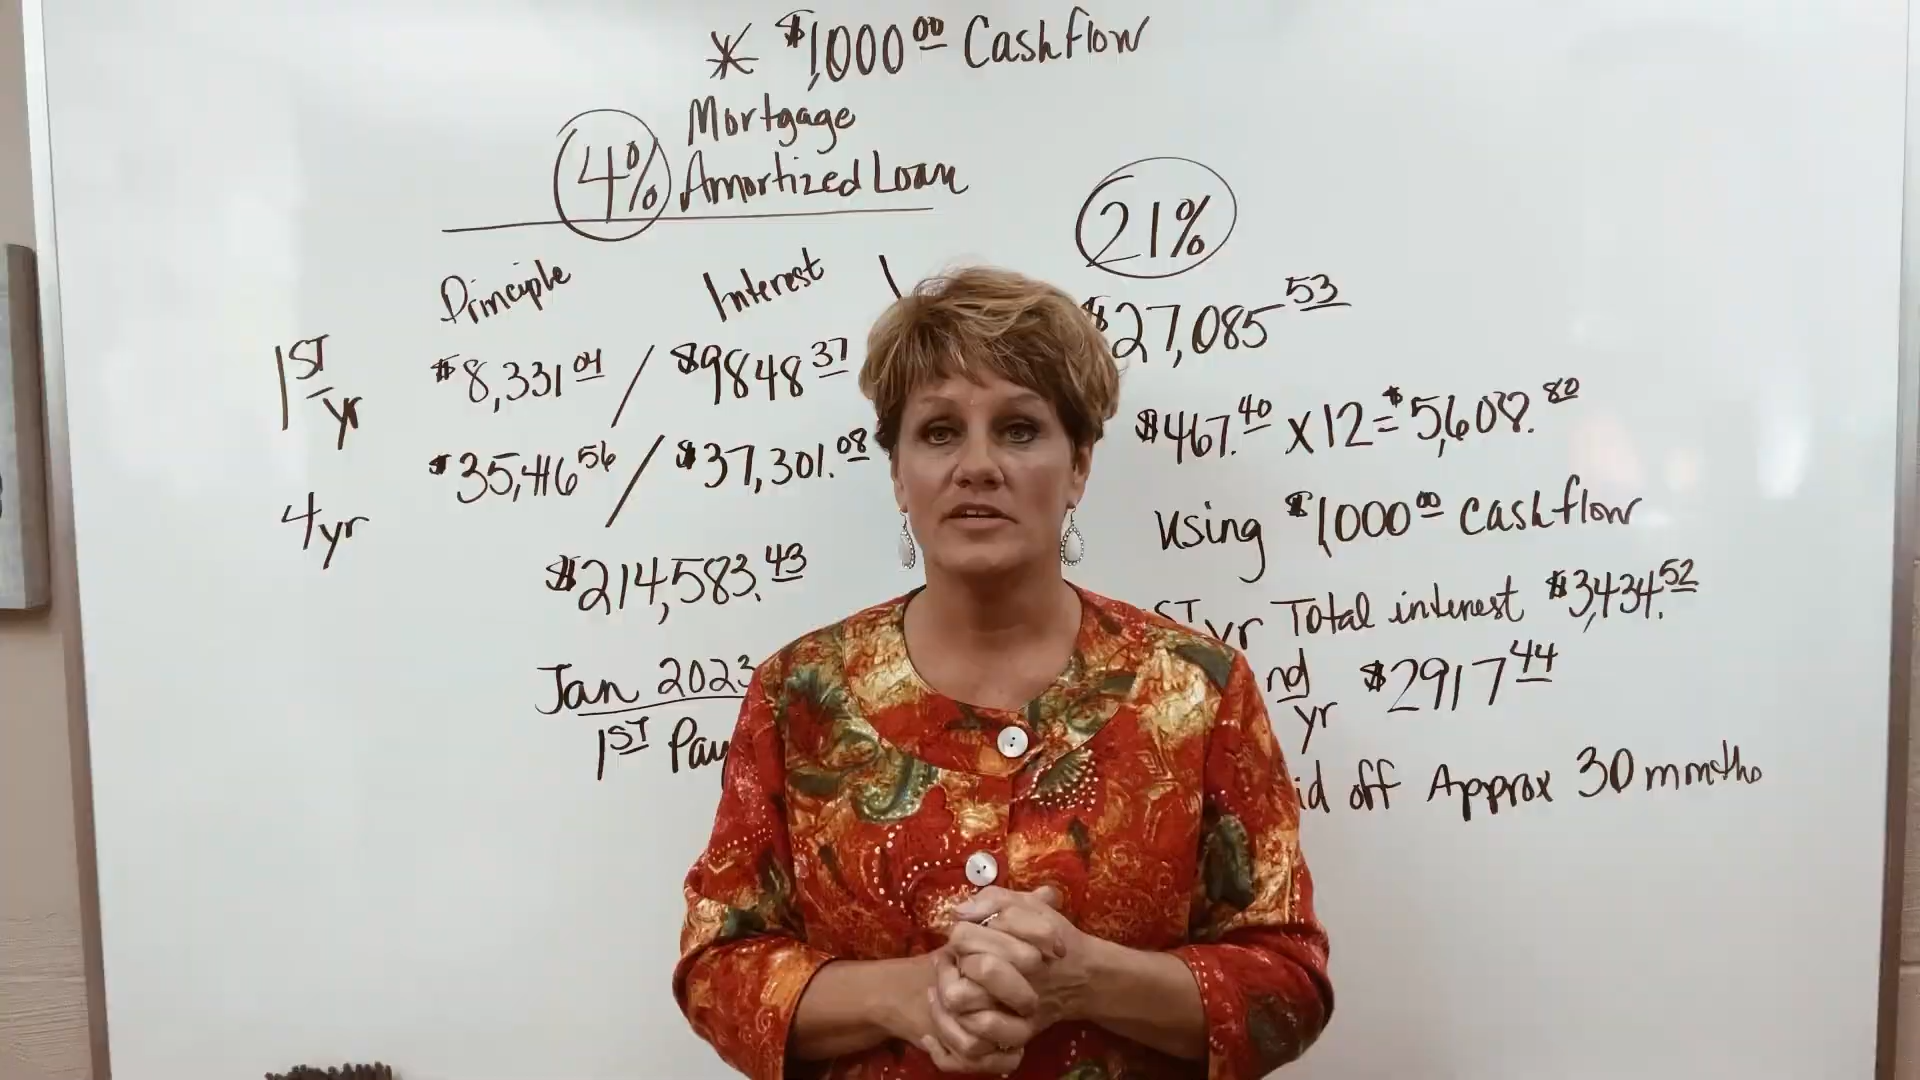 * $1,000 00 Cashflow
Mortgage
4% Amortized Loan
Principle Interest
1ST yr $8,331 04 / $9848 37
4 yr $35,416 56 / $37,301.08
$214,583.43
Jan 2023
1ST Pay
21%
$27,085 53
$467.40 x 12 = $5,608.80
using $1,000 00 cashflow
ST yr Total interest $3,434.52
nd yr $2917 44
id off Approx 30 months